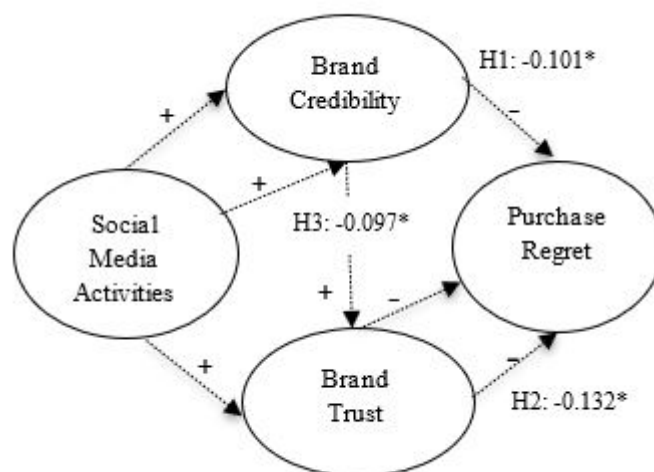 Brand
Credibility
H1: -0.101*
+
−
+
Social
Media
Activities
H3: -0.097*
Purchase
Regret
+
−
+
Brand
Trust
−
H2: -0.132*